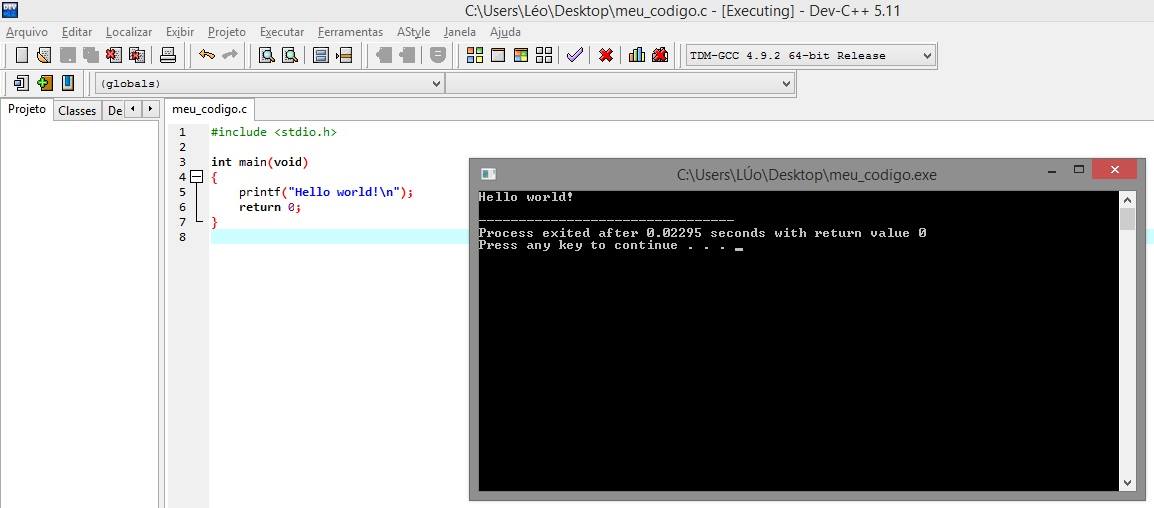 C:\Users\Léo\Desktop\meu_codigo.c - [Executing] - Dev-C++ 5.11
Arquivo Editar Localizar Exibir Projeto Executar Ferramentas AStyle Janela Ajuda
TDM-GCC 4.9.2 64-bit Release
(globals)
Projeto Classes De
meu_codigo.c
1 #include <stdio.h>
2
3 int main(void)
4 {
5 printf("Hello world!\n");
6 return 0;
7 }
8
C:\Users\LÚo\Desktop\meu_codigo.exe
Hello world!
--------------------------------
Process exited after 0.02295 seconds with return value 0
Press any key to continue . . . _